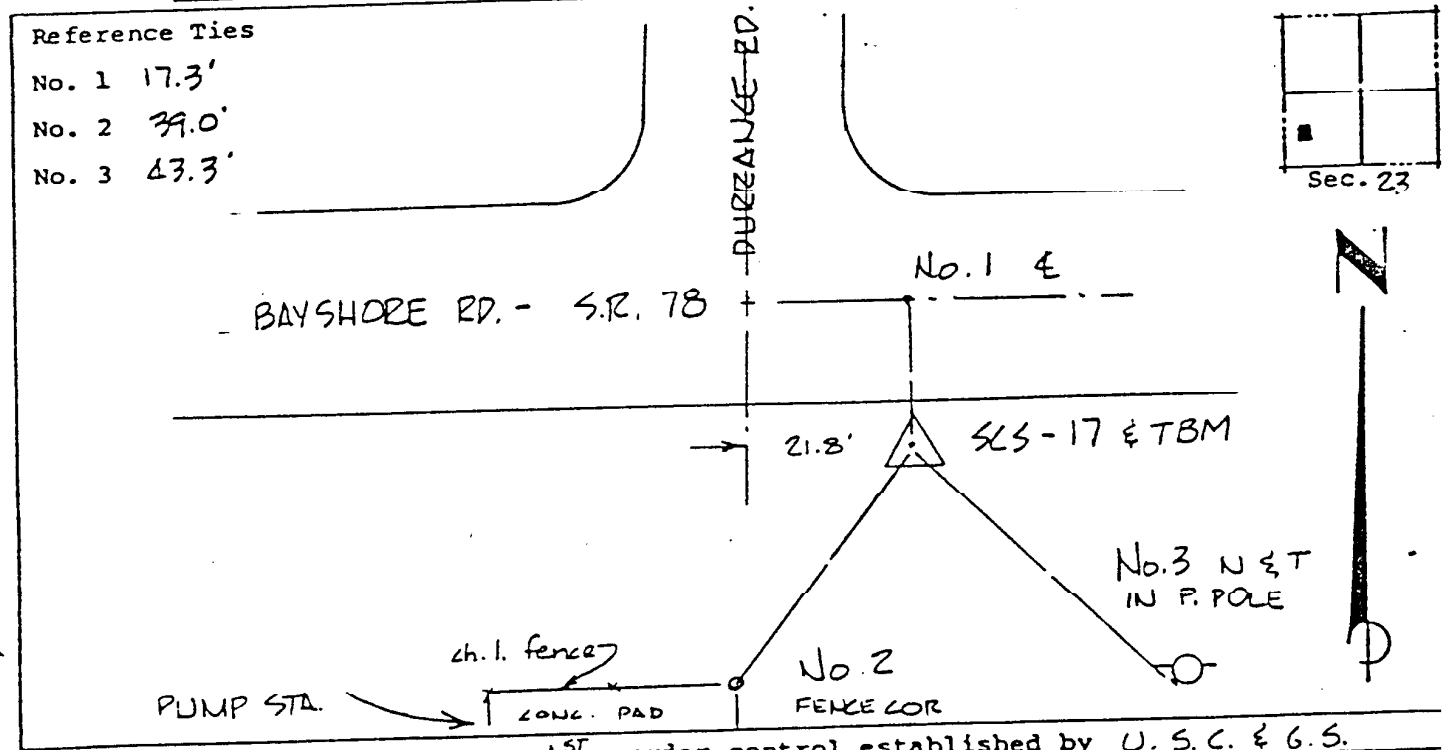 Reference Ties
No. 1 17.3'
No. 2 39.0'
No. 3 43.3'
DURRANCE RD.
Sec. 23
N
No. 1 ℄
BAYSHORE RD. - S.R. 78
21.8'
SCS-17 & TBM
No. 3 N & T
IN P. POLE
ch. l. fence
No. 2
PUMP STA.
CONC. PAD
FENCE COR
1ST order control established by U. S. C. & G. S.